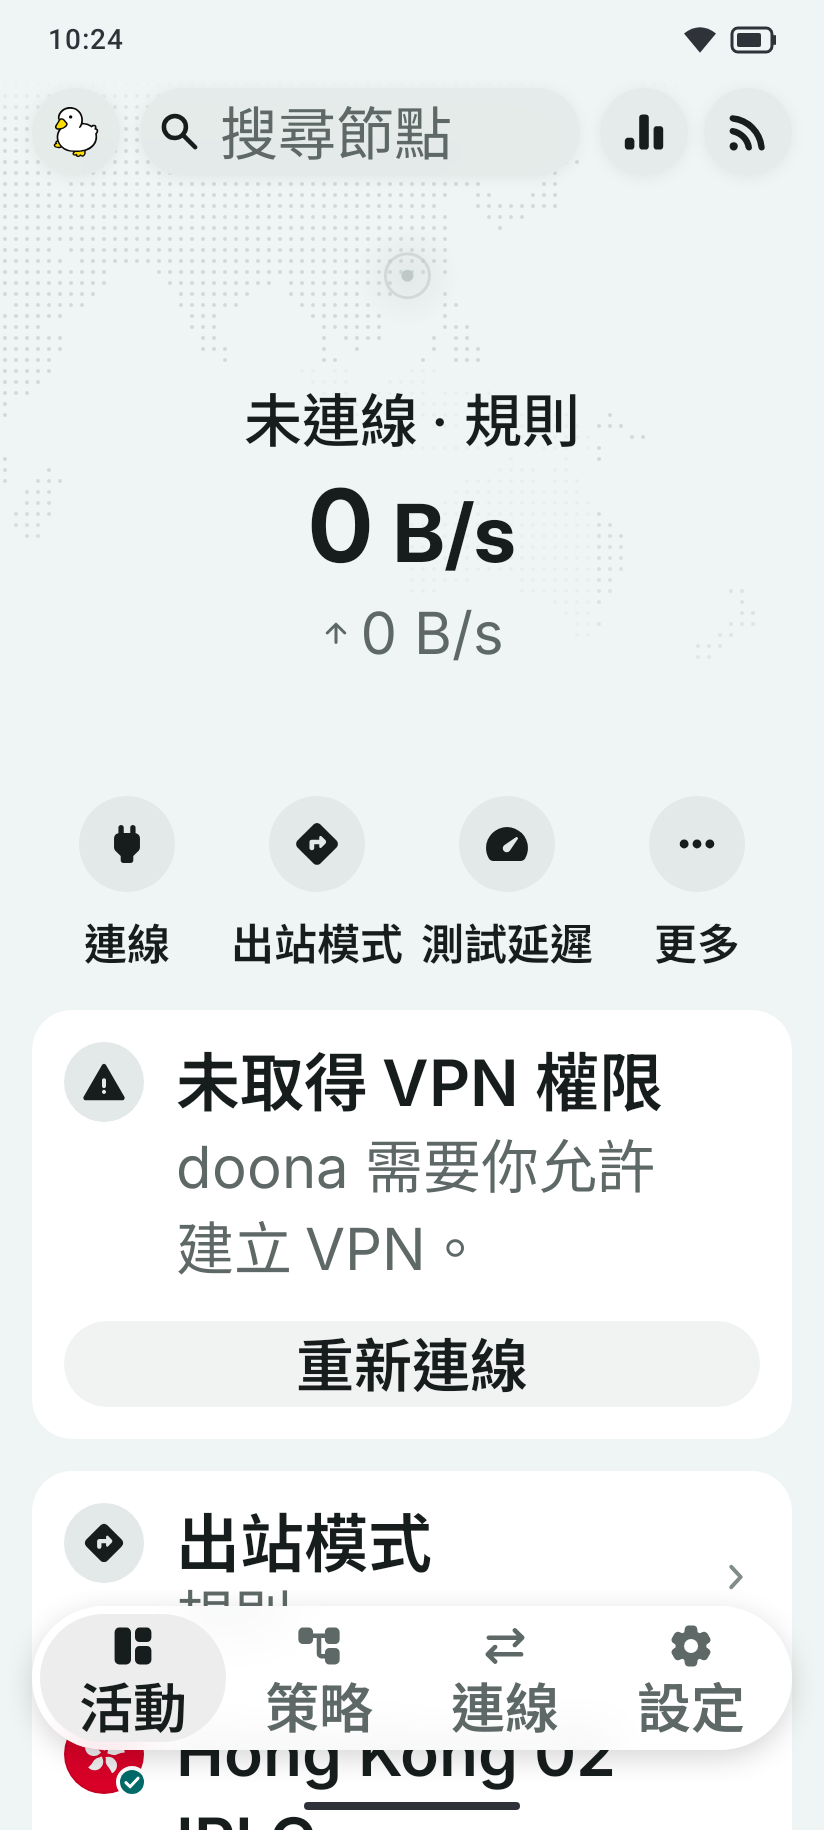 10:24
搜尋節點
未連線 · 規則
0 B/s
0 B/s
連線
出站模式
測試延遲
更多
未取得 VPN 權限
doona 需要你允許
建立 VPN。
重新連線
出站模式
規則
活動
策略
連線
設定
Hong Kong 02
IPLC